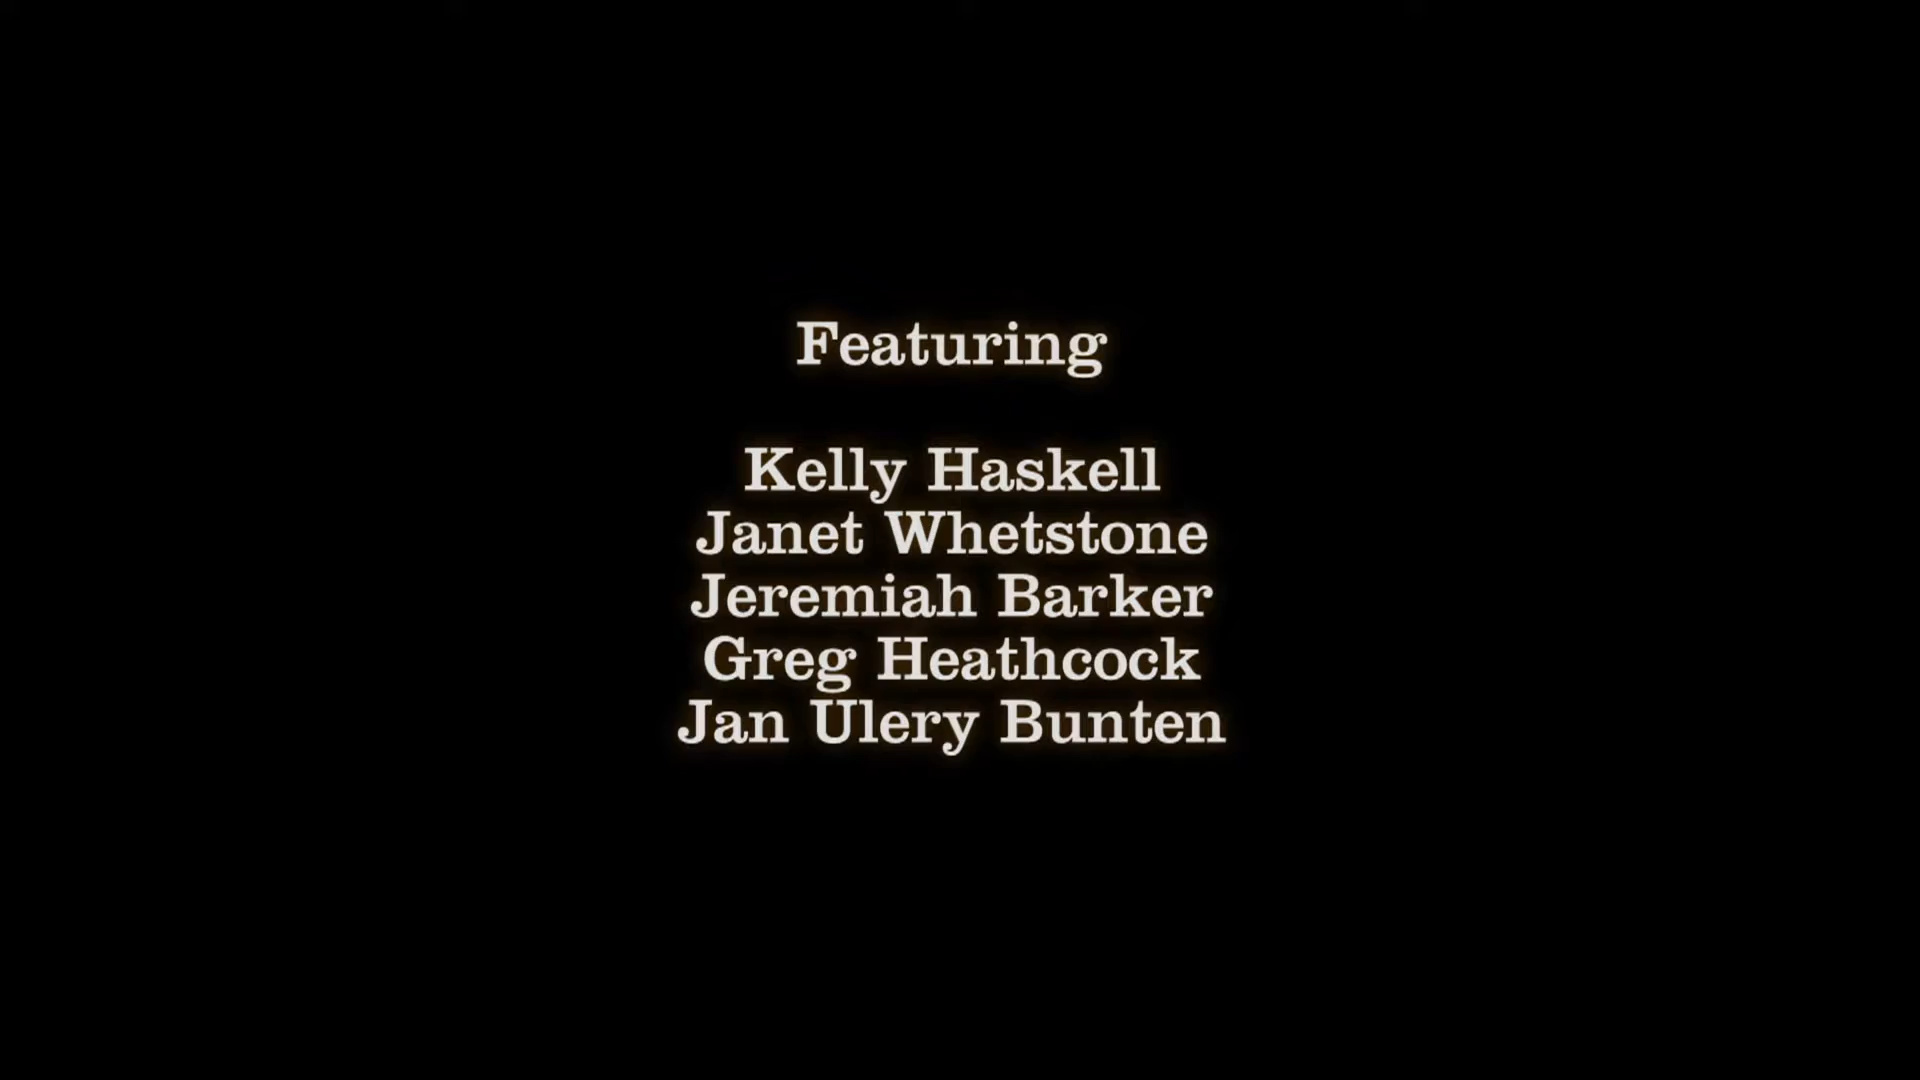 Featuring
Kelly Haskell
Janet Whetstone
Jeremiah Barker
Greg Heathcock
Jan Ulery Bunten